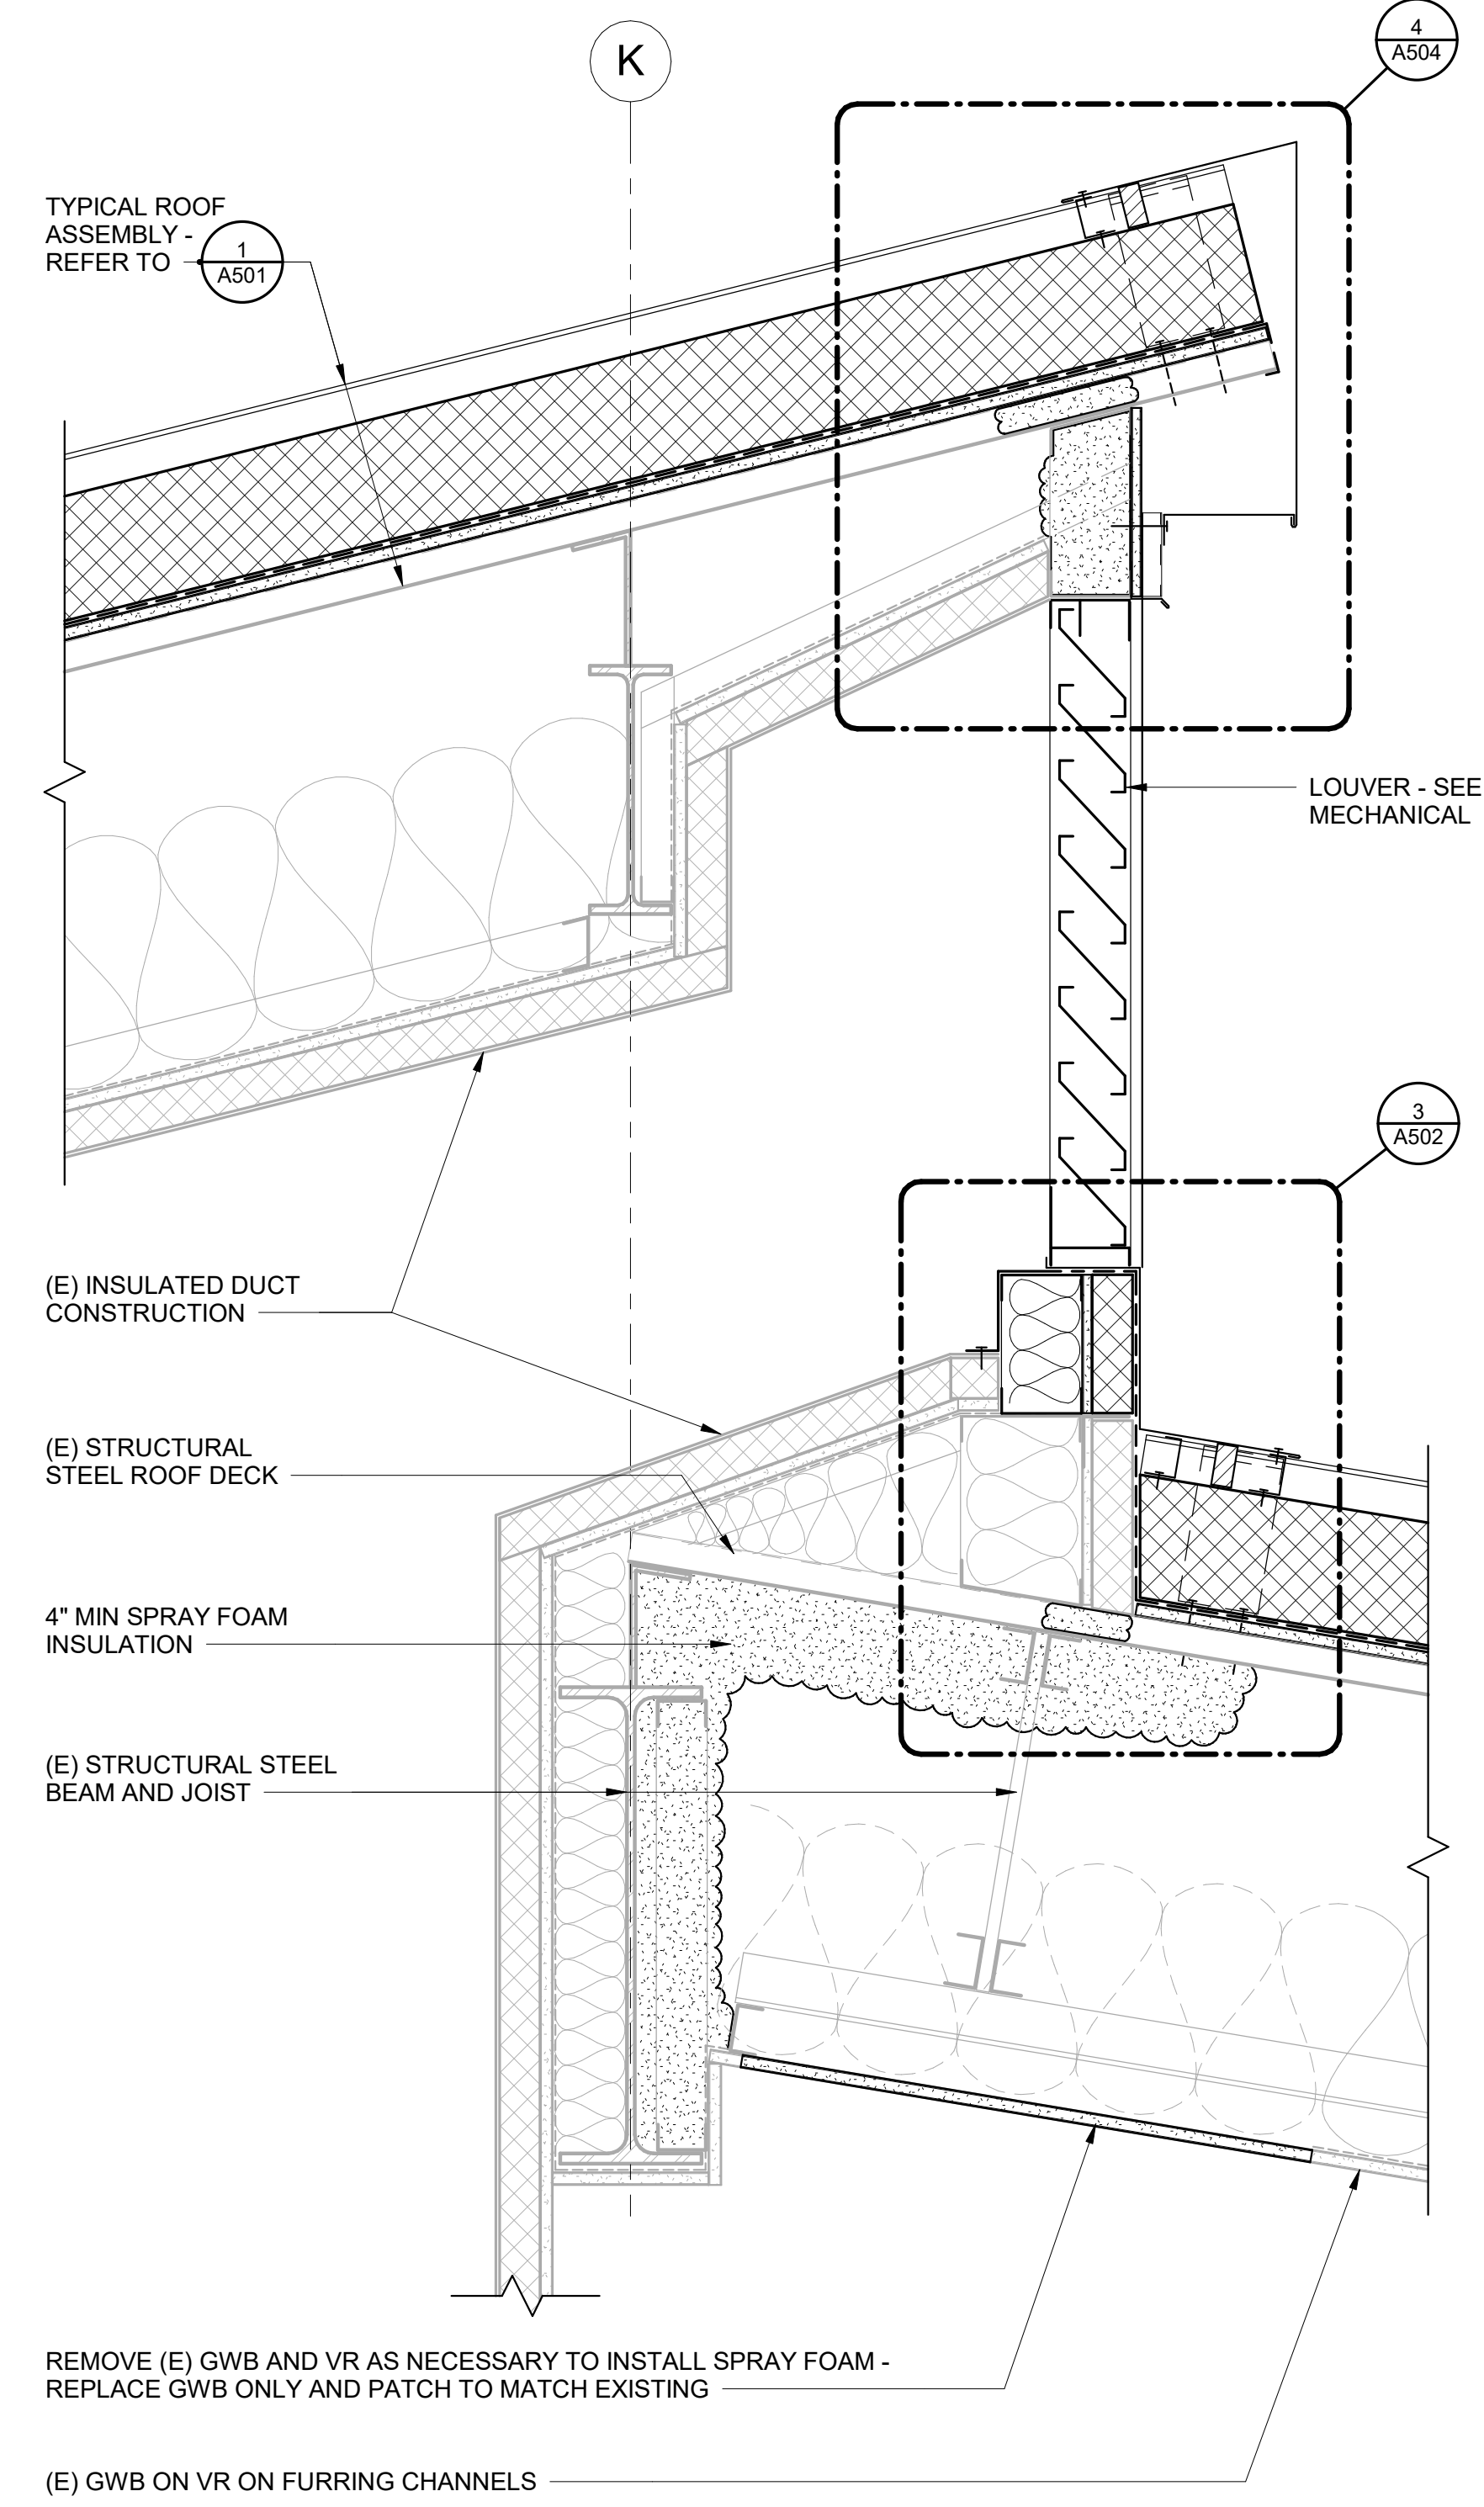 4
A504
K
TYPICAL ROOF
ASSEMBLY -
REFER TO
1
A501
LOUVER - SEE
MECHANICAL
3
A502
(E) INSULATED DUCT
CONSTRUCTION
(E) STRUCTURAL
STEEL ROOF DECK
4" MIN SPRAY FOAM
INSULATION
(E) STRUCTURAL STEEL
BEAM AND JOIST
REMOVE (E) GWB AND VR AS NECESSARY TO INSTALL SPRAY FOAM -
REPLACE GWB ONLY AND PATCH TO MATCH EXISTING
(E) GWB ON VR ON FURRING CHANNELS